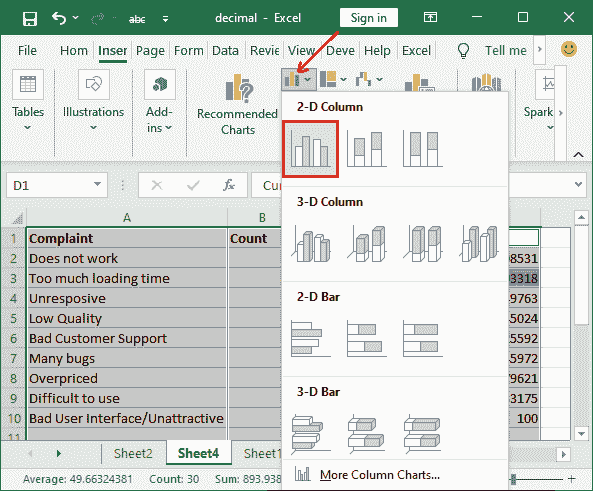 abc decimal - Excel Sign in
File Hom Inser Page Form Data Revie View Deve Help Excel Tell me
Tables Illustrations Add-ins Recommended Charts Spark
2-D Column
3-D Column
2-D Bar
3-D Bar
More Column Charts...
D1 fx Cu
A B
1 Complaint Count
2 Does not work 8531
3 Too much loading time 3318
4 Unresposive 9763
5 Low Quality 5024
6 Bad Customer Support 5592
7 Many bugs 5972
8 Overpriced 9621
9 Difficult to use 3175
10 Bad User Interface/Unattractive 100
11
Sheet2 Sheet4 Sheet1
Average: 49.66324381 Count: 30 Sum: 893.938